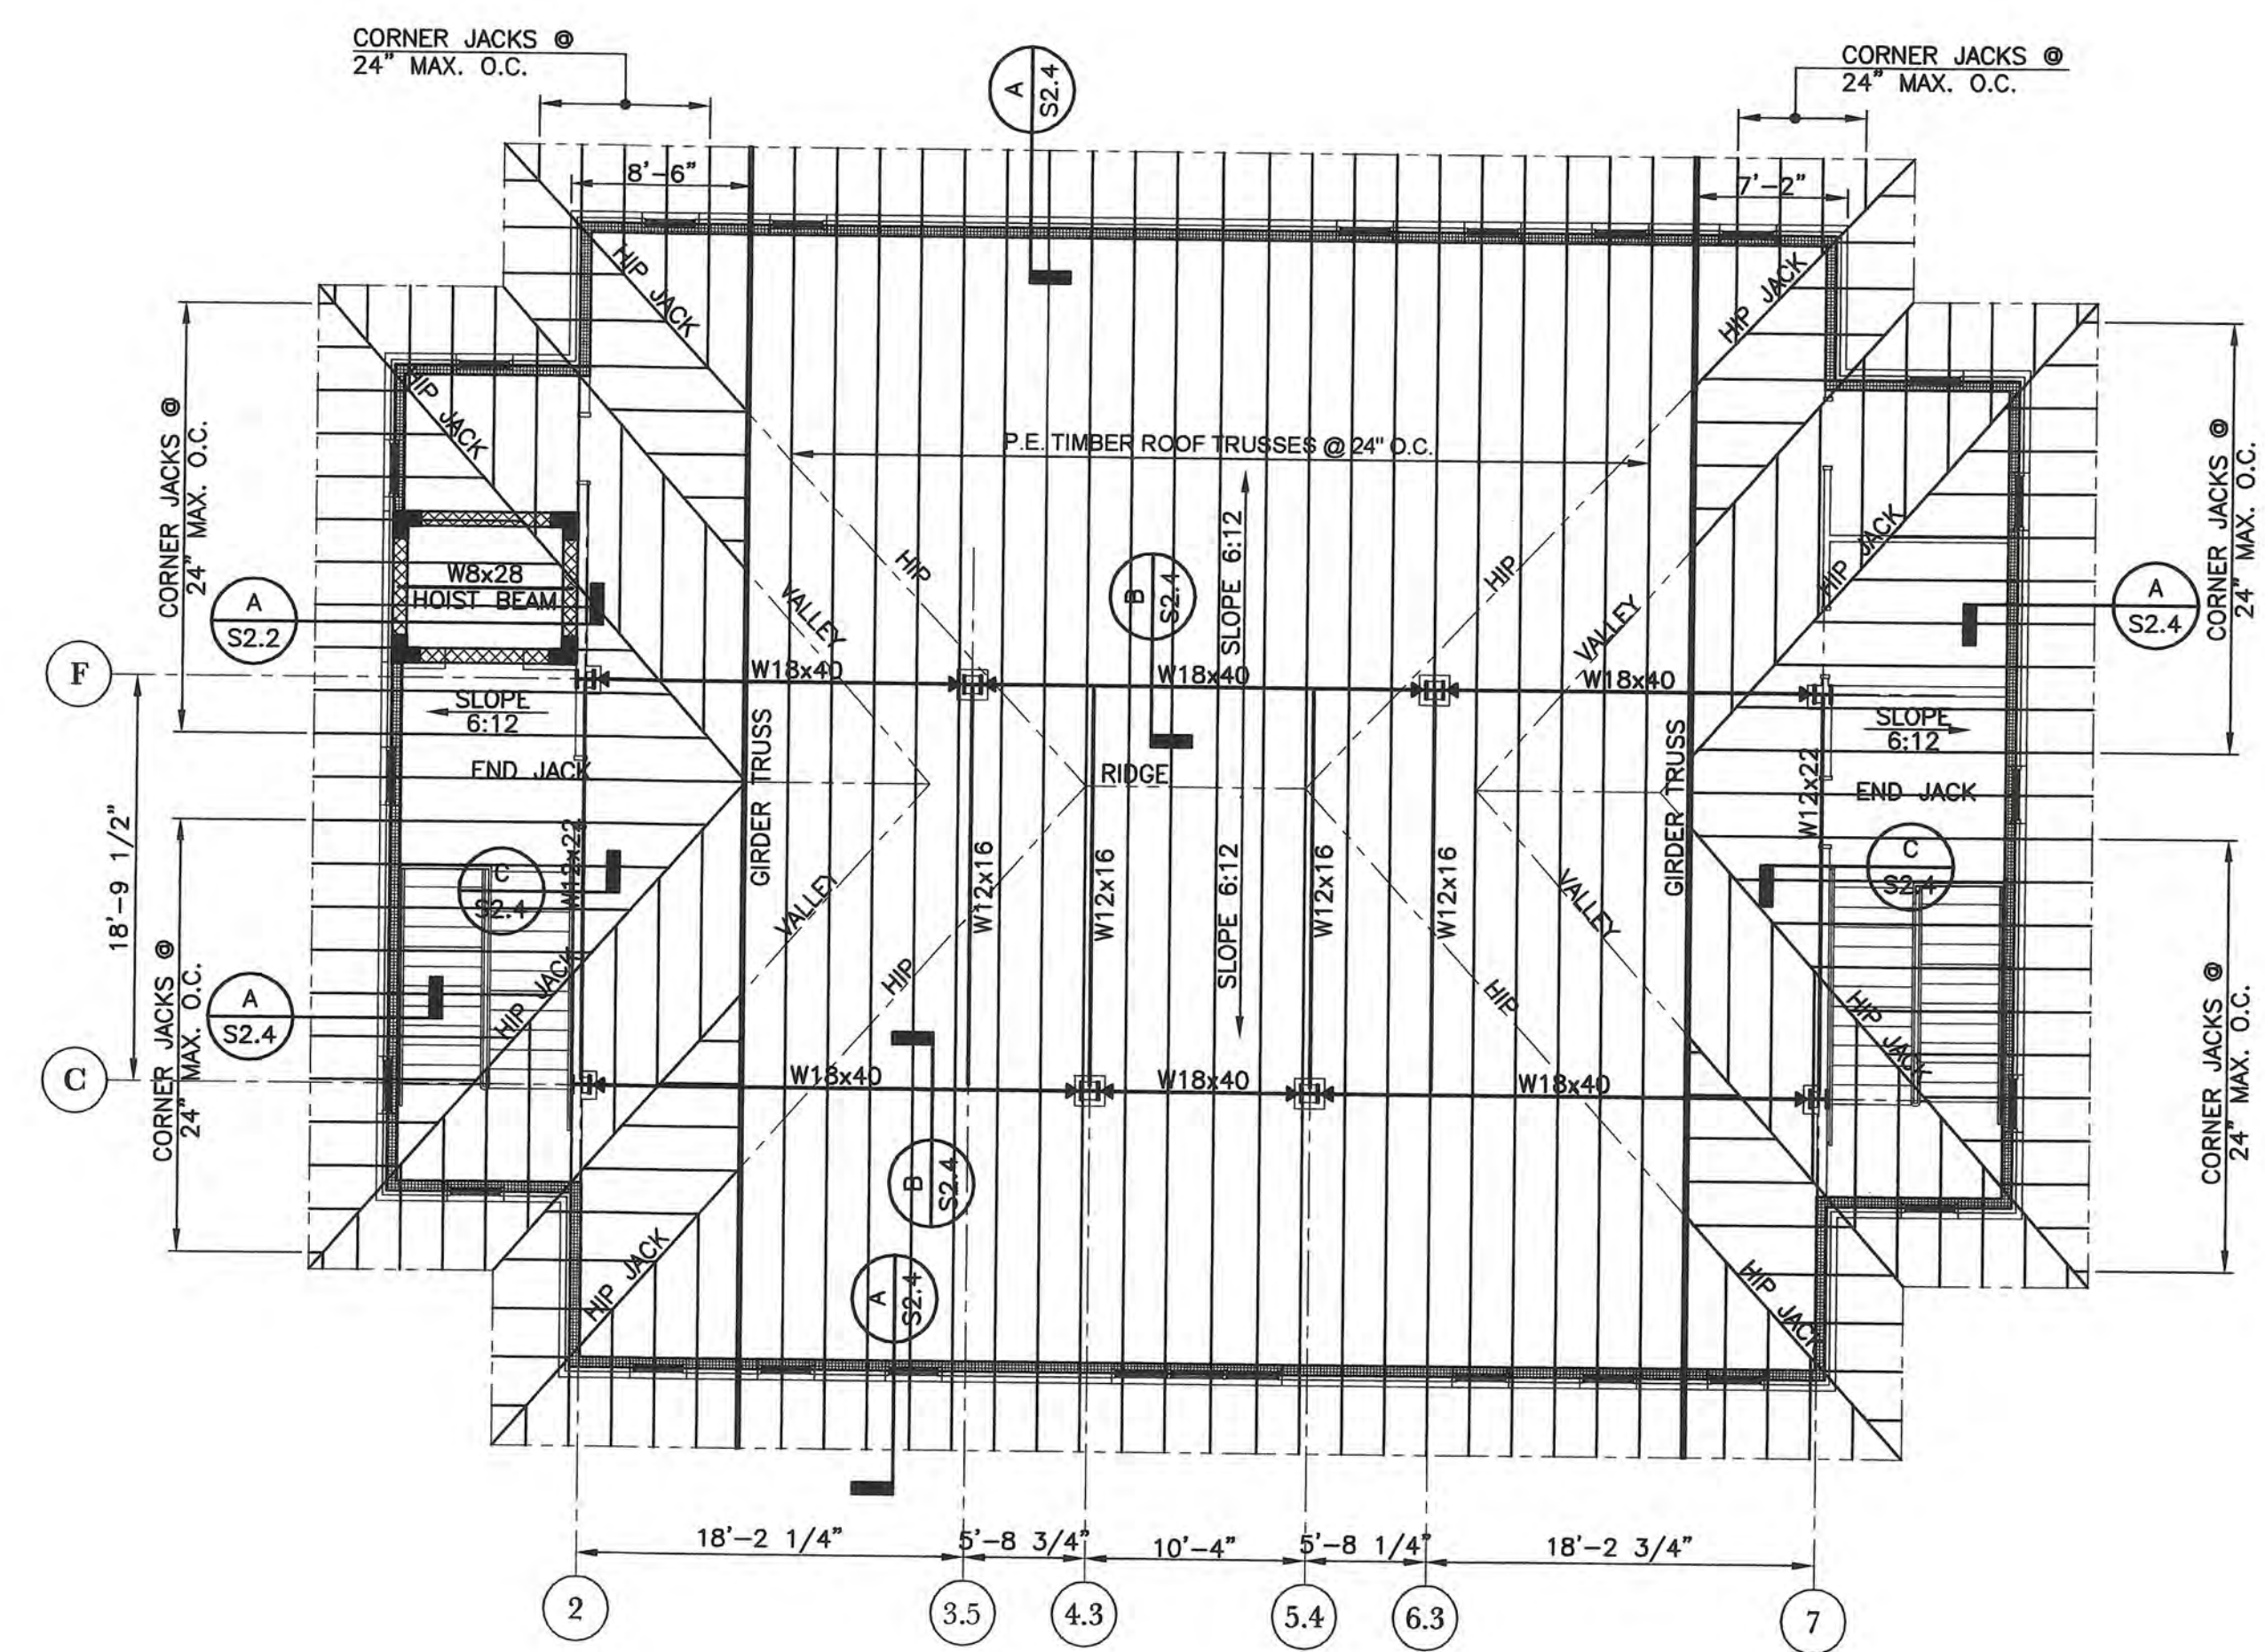 CORNER JACKS @
24" MAX. O.C.
CORNER JACKS @
24" MAX. O.C.
A
S2.4
8'-6"
7'-2"
HIP JACK
HIP JACK
HIP JACK
HIP JACK
CORNER JACKS @
24" MAX. O.C.
CORNER JACKS @
24" MAX. O.C.
P.E. TIMBER ROOF TRUSSES @ 24" O.C.
SLOPE 6:12
HIP
HIP
VALLEY
VALLEY
B
S2.4
W8x28
HOIST BEAM
A
S2.2
A
S2.4
F
W18x40
W18x40
W18x40
SLOPE
6:12
SLOPE
6:12
END JACK
END JACK
GIRDER TRUSS
GIRDER TRUSS
RIDGE
18'-9 1/2"
W12x22
W12x22
W12x16
W12x16
W12x16
W12x16
SLOPE 6:12
C
S2.4
C
S2.4
VALLEY
VALLEY
HIP
HIP
HIP JACK
HIP JACK
CORNER JACKS @
24" MAX. O.C.
CORNER JACKS @
24" MAX. O.C.
A
S2.4
C
W18x40
W18x40
W18x40
B
S2.4
A
S2.4
HIP JACK
HIP JACK
18'-2 1/4"
5'-8 3/4"
10'-4"
5'-8 1/4"
18'-2 3/4"
2
3.5
4.3
5.4
6.3
7